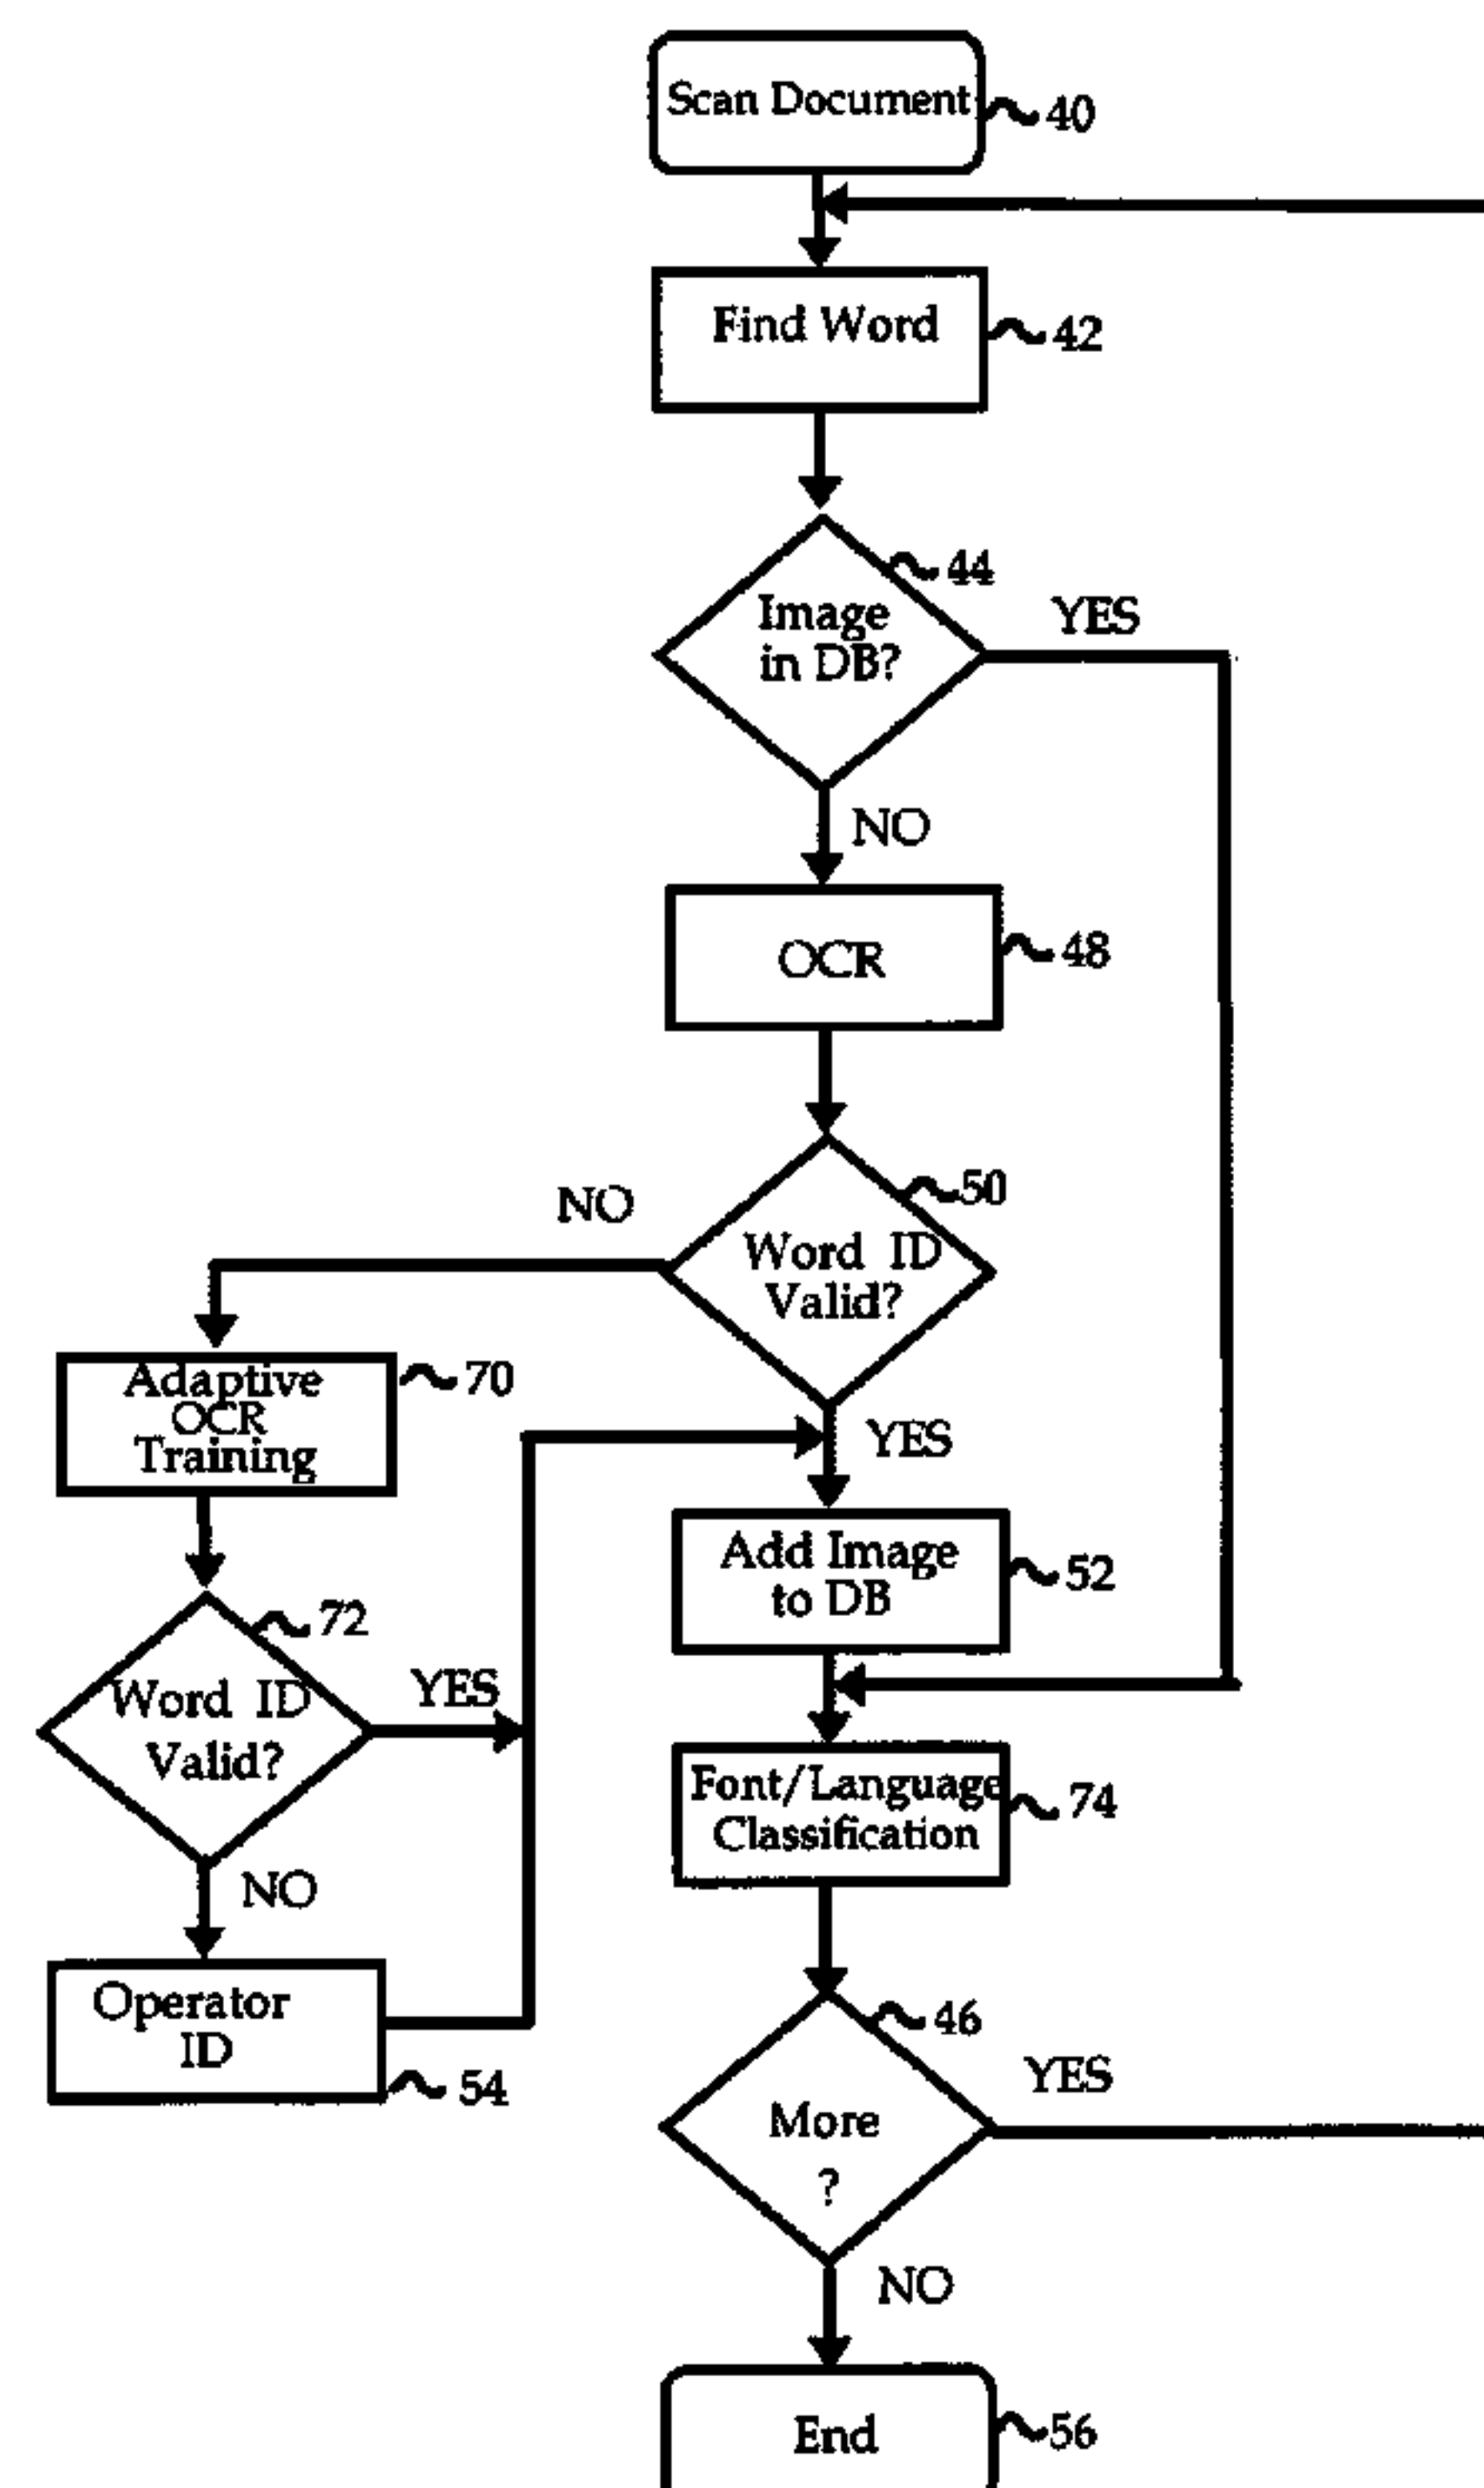 Scan Document
40
Find Word
42
44
Image
in DB?
YES
NO
OCR
48
50
NO
Word ID
Valid?
Adaptive
OCR
Training
70
YES
Add Image
to DB
52
72
Word ID
Valid?
YES
Font/Language
Classification
74
NO
Operator
ID
54
46
More
?
YES
NO
End
56